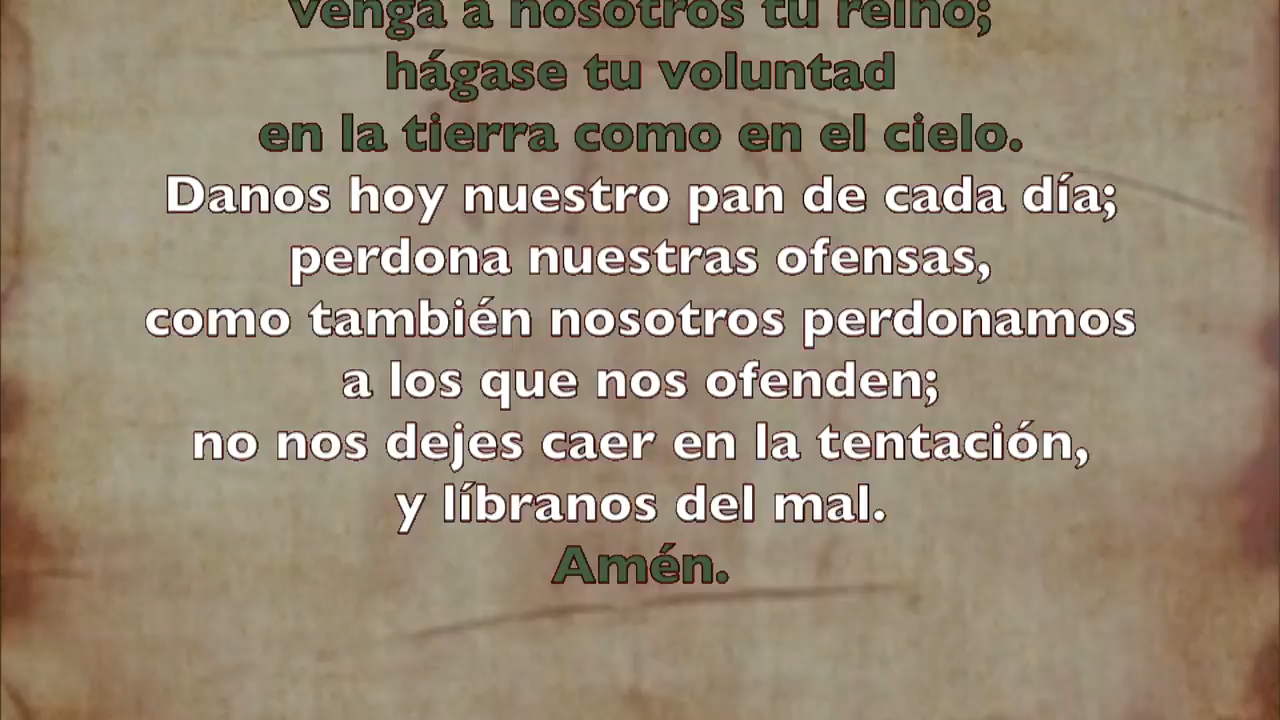 venga a nosotros tu reino;
hágase tu voluntad
en la tierra como en el cielo.
Danos hoy nuestro pan de cada día;
perdona nuestras ofensas,
como también nosotros perdonamos
a los que nos ofenden;
no nos dejes caer en la tentación,
y líbranos del mal.
Amén.